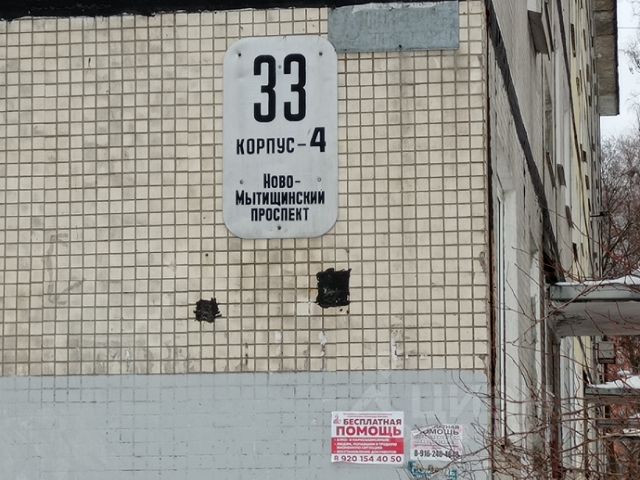 33
КОРПУС-4
НОВО-
МЫТИЩИНСКИЙ
ПРОСПЕКТ
БЕСПЛАТНАЯ
ПОМОЩЬ
8 920 154 40 50
ПОМОЩЬ